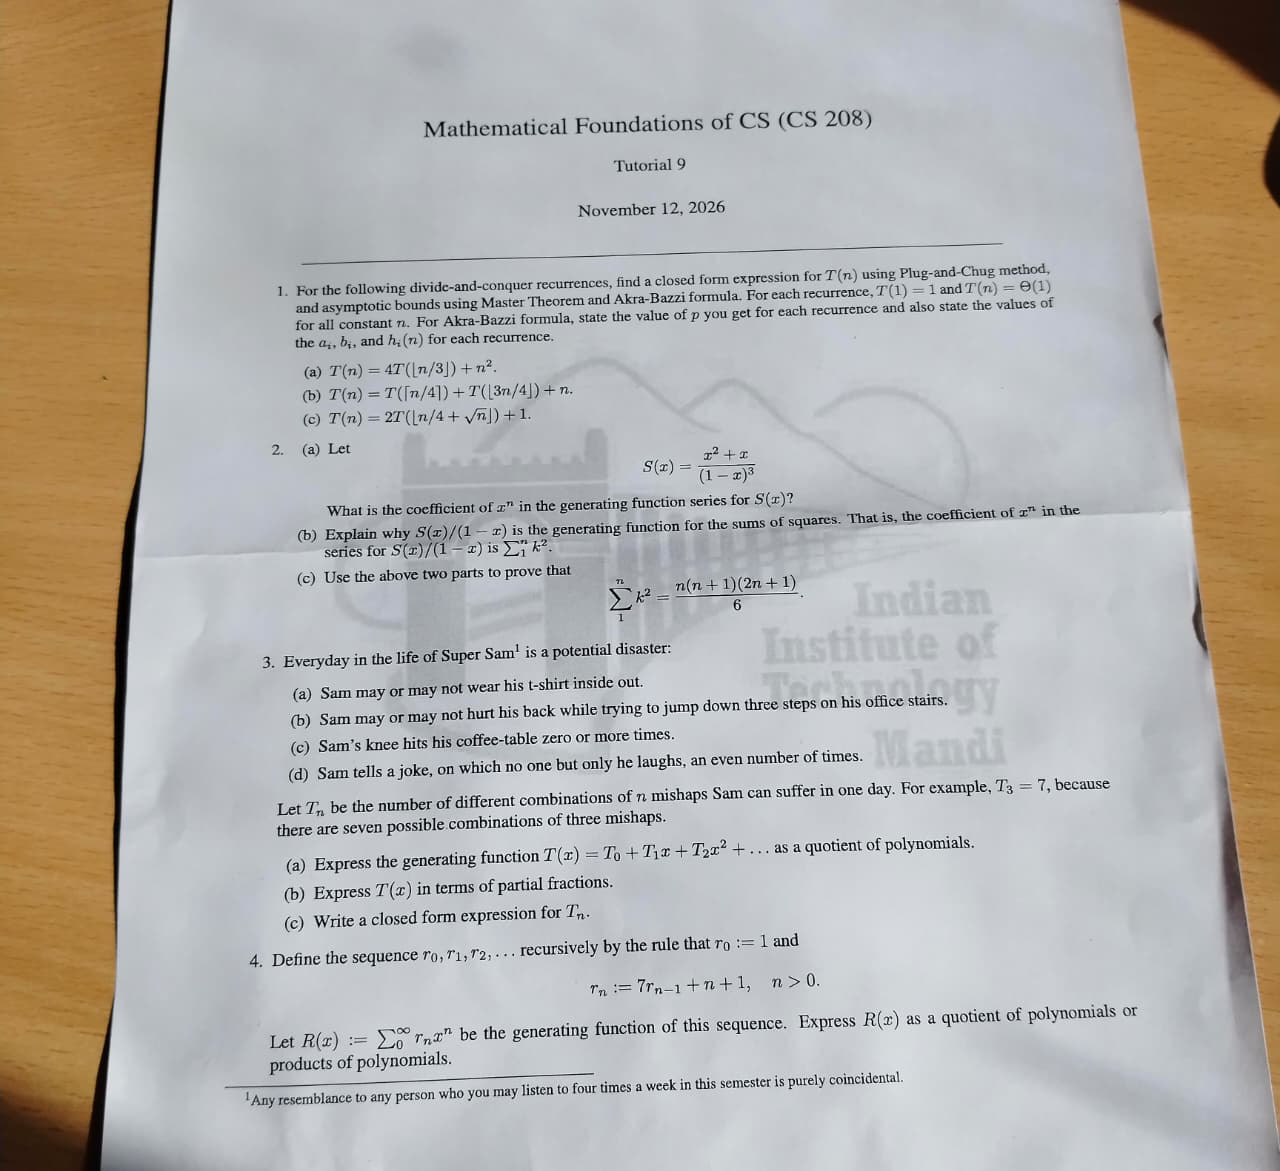 Mathematical Foundations of CS (CS 208)
Tutorial 9
November 12, 2026
1. For the following divide-and-conquer recurrences, find a closed form expression for T(n) using Plug-and-Chug method,
and asymptotic bounds using Master Theorem and Akra-Bazzi formula. For each recurrence, T(1) = 1 and T(n) = Θ(1)
for all constant n. For Akra-Bazzi formula, state the value of p you get for each recurrence and also state the values of
the aᵢ, bᵢ, and hᵢ(n) for each recurrence.
(a) T(n) = 4T(⌊n/3⌋) + n².
(b) T(n) = T(⌈n/4⌉) + T(⌊3n/4⌋) + n.
(c) T(n) = 2T(⌊n/4 + √n⌋) + 1.
2. (a) Let
S(x) = (x² + x)/(1 − x)³
What is the coefficient of xⁿ in the generating function series for S(x)?
(b) Explain why S(x)/(1 − x) is the generating function for the sums of squares. That is, the coefficient of xⁿ in the
series for S(x)/(1 − x) is ∑₁ⁿ k².
(c) Use the above two parts to prove that
∑₁ⁿ k² = n(n + 1)(2n + 1)/6.
3. Everyday in the life of Super Sam¹ is a potential disaster:
(a) Sam may or may not wear his t-shirt inside out.
(b) Sam may or may not hurt his back while trying to jump down three steps on his office stairs.
(c) Sam's knee hits his coffee-table zero or more times.
(d) Sam tells a joke, on which no one but only he laughs, an even number of times.
Let Tₙ be the number of different combinations of n mishaps Sam can suffer in one day. For example, T₃ = 7, because
there are seven possible combinations of three mishaps.
(a) Express the generating function T(x) = T₀ + T₁x + T₂x² + ... as a quotient of polynomials.
(b) Express T(x) in terms of partial fractions.
(c) Write a closed form expression for Tₙ.
4. Define the sequence r₀, r₁, r₂, ... recursively by the rule that r₀ := 1 and
rₙ := 7rₙ₋₁ + n + 1, n > 0.
Let R(x) := ∑₀^∞ rₙxⁿ be the generating function of this sequence. Express R(x) as a quotient of polynomials or
products of polynomials.
¹Any resemblance to any person who you may listen to four times a week in this semester is purely coincidental.
Indian
Institute of
Technology
Mandi